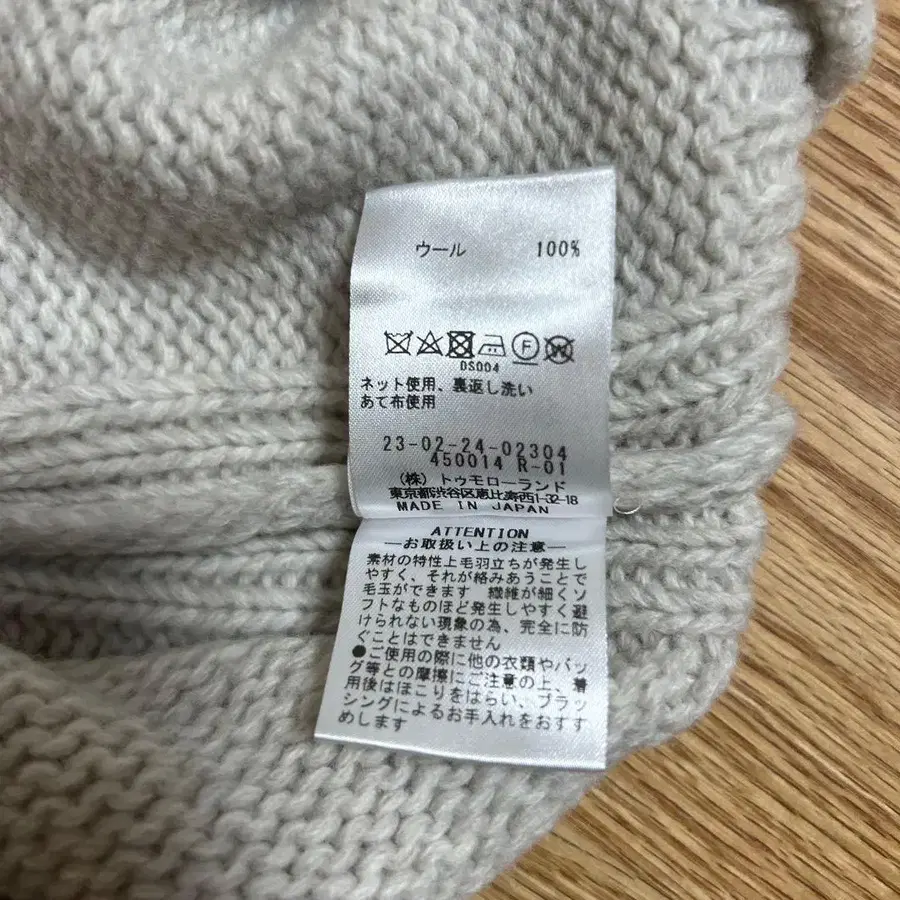 ウール 100%
F W
DS004
ネット使用、裏返し洗い
あて布使用
23-02-24-02304
450014 R-01
(株) トゥモローランド
東京都渋谷区恵比寿西1-32-18
MADE IN JAPAN
ATTENTION
―お取扱い上の注意―
素材の特性上毛羽立ちが発生し
やすく、それが絡みあうことで
毛玉ができます 繊維が細くソ
フトなものほど発生しやすく避
けられない現象の為、完全に防
ぐことはできません
●ご使用の際に他の衣類やバッ
グ等との摩擦にご注意の上、着
用後はほこりをはらい、ブラッ
シングによるお手入れをおすす
めします